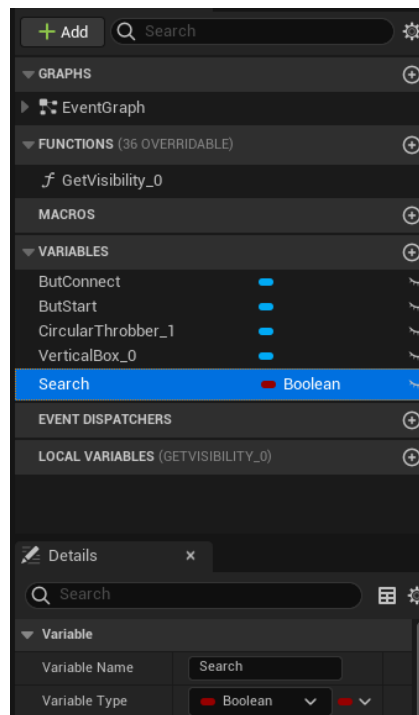 + Add Search
GRAPHS
EventGraph
FUNCTIONS (36 OVERRIDABLE)
f GetVisibility_0
MACROS
VARIABLES
ButConnect
ButStart
CircularThrobber_1
VerticalBox_0
Search Boolean
EVENT DISPATCHERS
LOCAL VARIABLES (GETVISIBILITY_0)
Details ×
Search
Variable
Variable Name Search
Variable Type Boolean